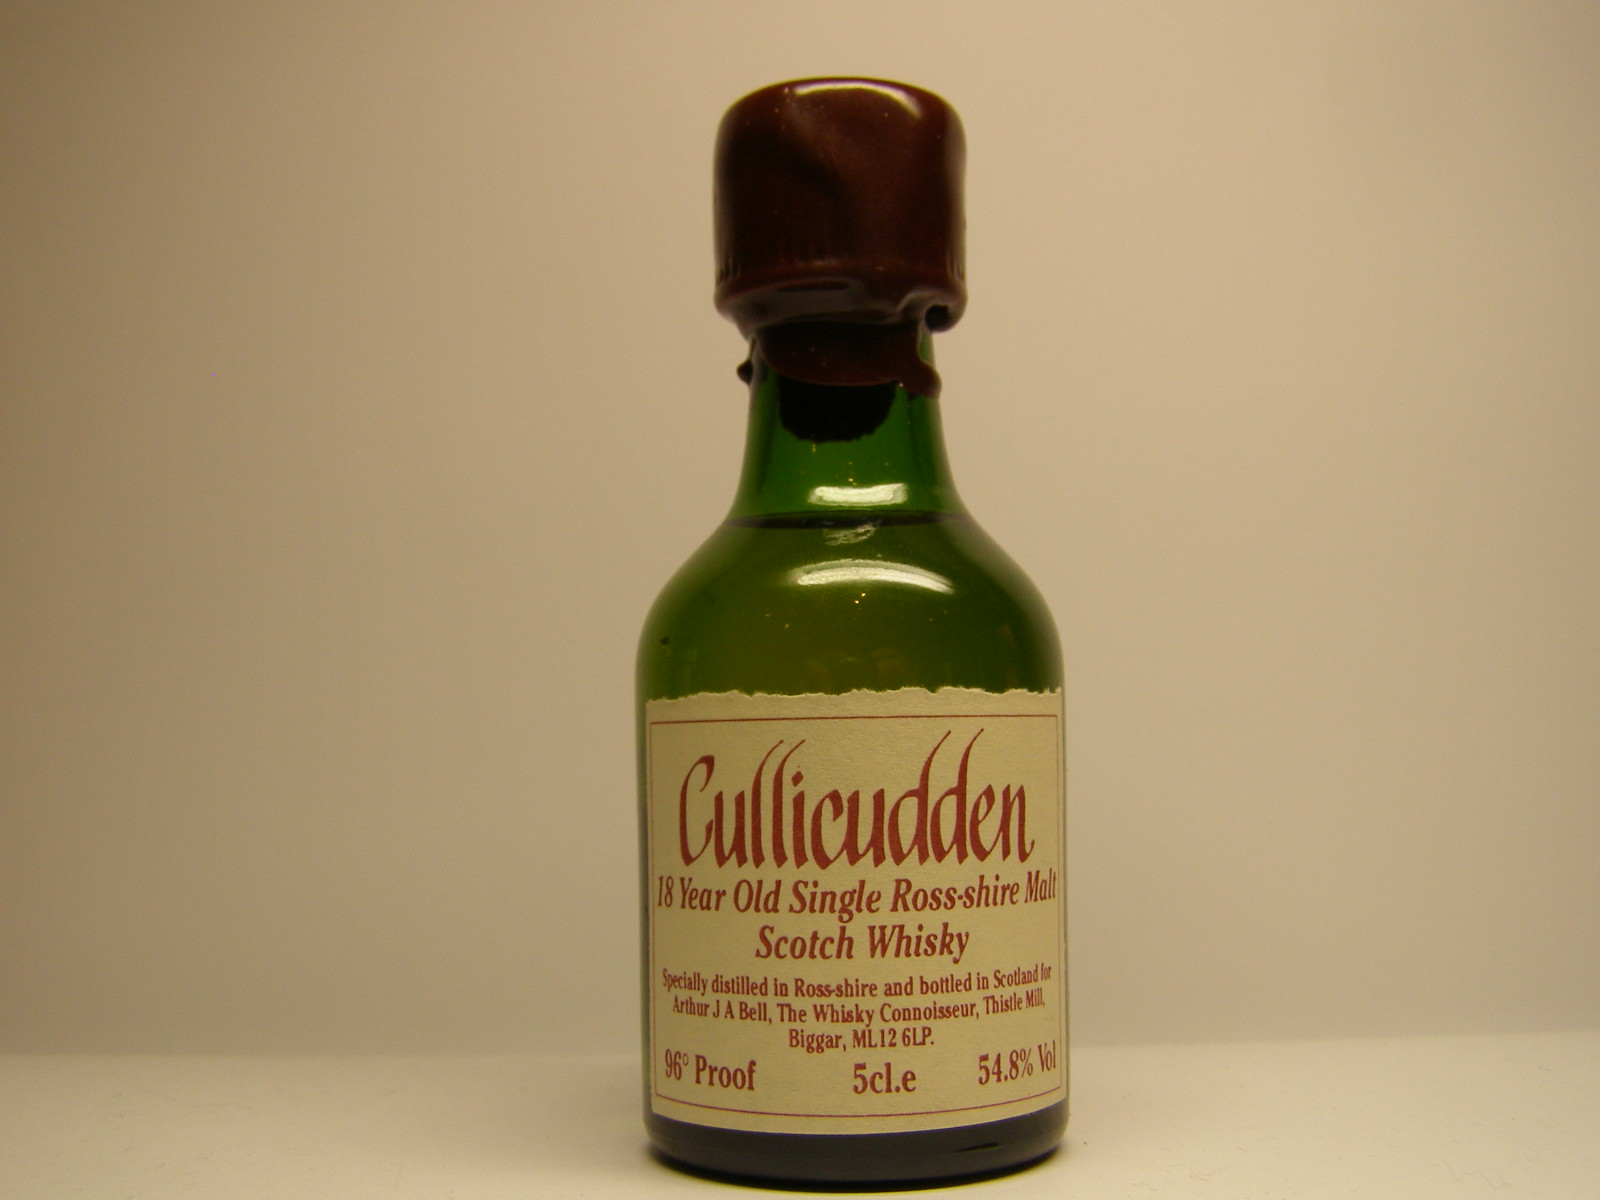 Cullicudden
18 Year Old Single Ross-shire Malt
Scotch Whisky
Specially distilled in Ross-shire and bottled in Scotland for
Arthur J A Bell, The Whisky Connoisseur, Thistle Mill,
Biggar, ML12 6LP.
96° Proof 5cl.e 54.8% Vol